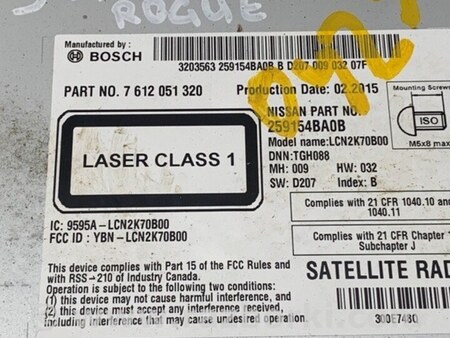 ROGUE
Manufactured by:
BOSCH
3203563 259154BA0B B D207 009 032 07F
PART NO. 7 612 051 320
Production Date: 02.2015
Mounting Screws
NISSAN PART NO.
259154BA0B
Model name:LCN2K70B00
DNN:TGH088
MH: 009 HW: 032
SW: D207 Index: B
ISO
M5x8 max
LASER CLASS 1
Complies with 21 CFR 1040.10 and
1040.11
Complies with 21 CFR Chapter
Subchapter J
IC: 9595A-LCN2K70B00
FCC ID : YBN-LCN2K70B00
This device complies with Part 15 of the FCC Rules and
with RSS-210 of Industry Canada.
Operation is subject to the following two conditions:
(1) this device may not cause harmful interference, and
(2) this device must accept any interference received,
including interference that may cause undesired operation.
SATELLITE RAD
300E7480